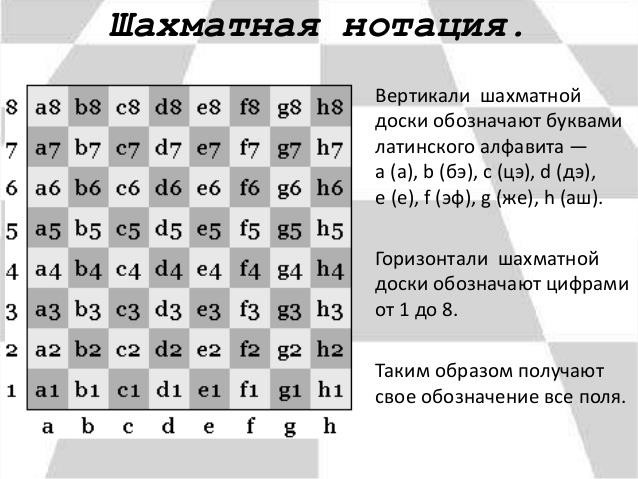 Шахматная нотация.
8 a8 b8 c8 d8 e8 f8 g8 h8
7 a7 b7 c7 d7 e7 f7 g7 h7
6 a6 b6 c6 d6 e6 f6 g6 h6
5 a5 b5 c5 d5 e5 f5 g5 h5
4 a4 b4 c4 d4 e4 f4 g4 h4
3 a3 b3 c3 d3 e3 f3 g3 h3
2 a2 b2 c2 d2 e2 f2 g2 h2
1 a1 b1 c1 d1 e1 f1 g1 h1
a b c d e f g h
Вертикали шахматной
доски обозначают буквами
латинского алфавита —
a (а), b (бэ), c (цэ), d (дэ),
e (е), f (эф), g (же), h (аш).
Горизонтали шахматной
доски обозначают цифрами
от 1 до 8.
Таким образом получают
свое обозначение все поля.